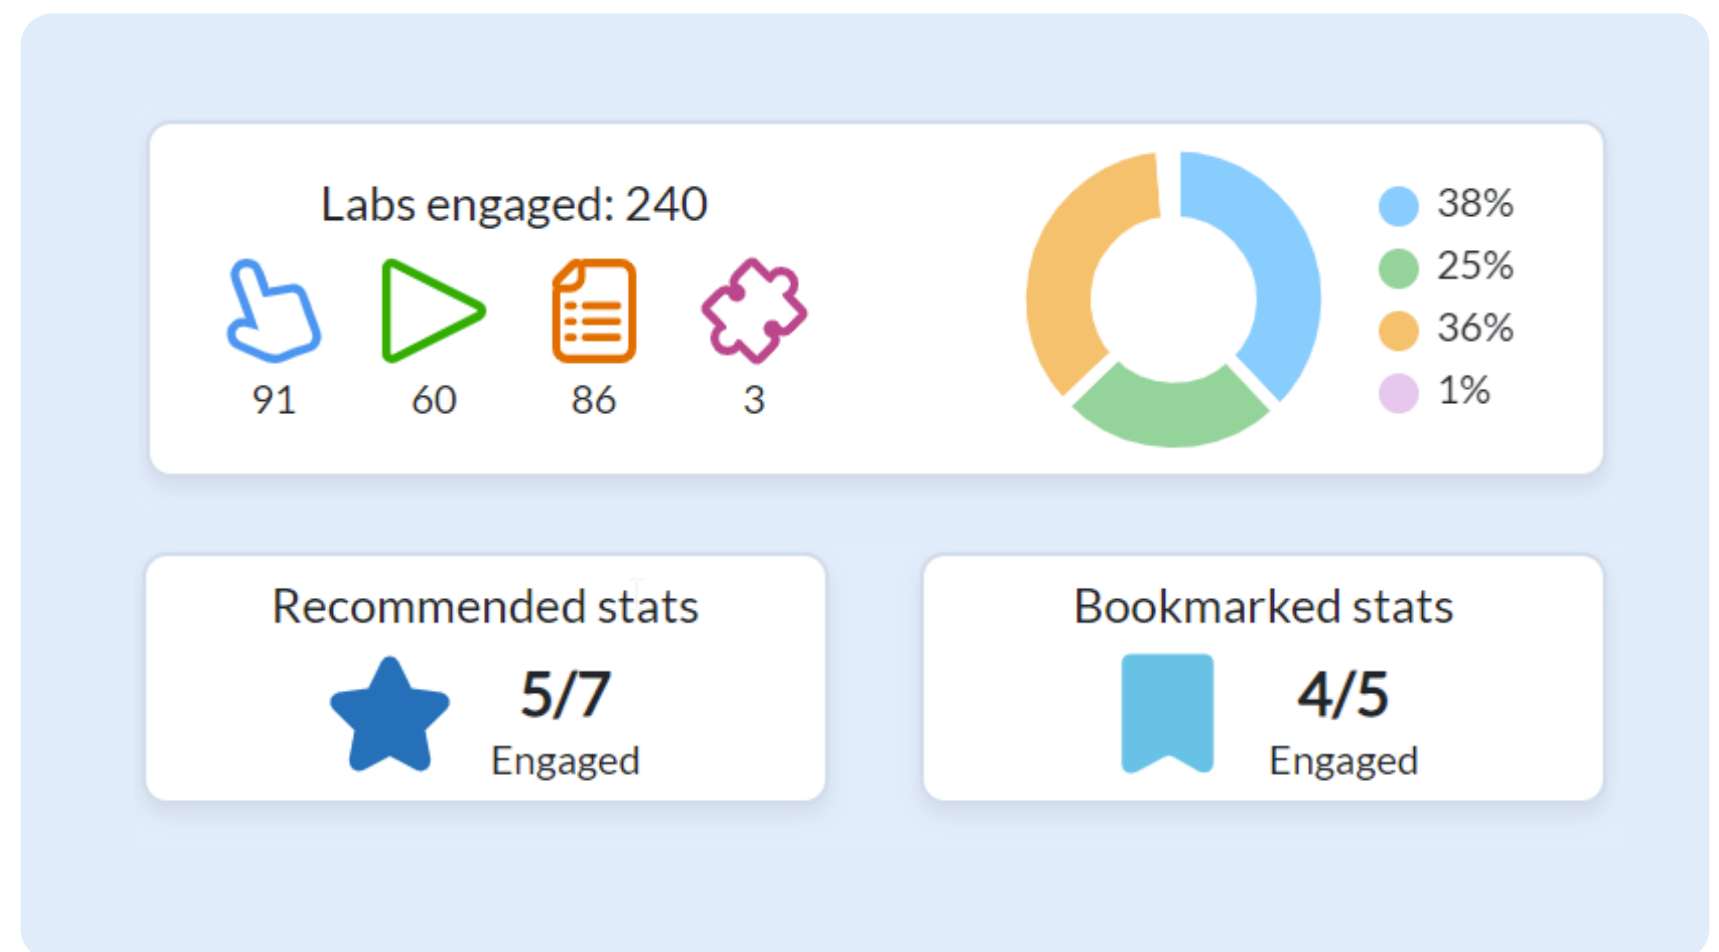 Labs engaged: 240
91 60 86 3
38%
25%
36%
1%
Recommended stats
5/7
Engaged
Bookmarked stats
4/5
Engaged